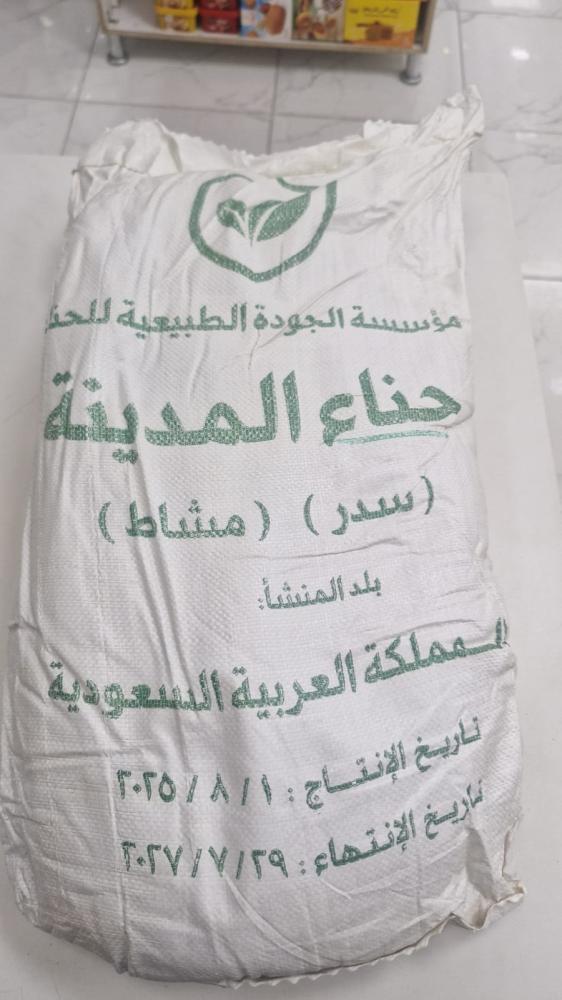 مؤسسة الجودة الطبيعية للحنا
حناء المدينة
(سدر) (مشاط)
بلد المنشأ:
المملكة العربية السعودية
تاريخ الإنتاج: ٢٠٢٥/٨/١
تاريخ الإنتهاء: ٢٠٢٧/٧/٢٩